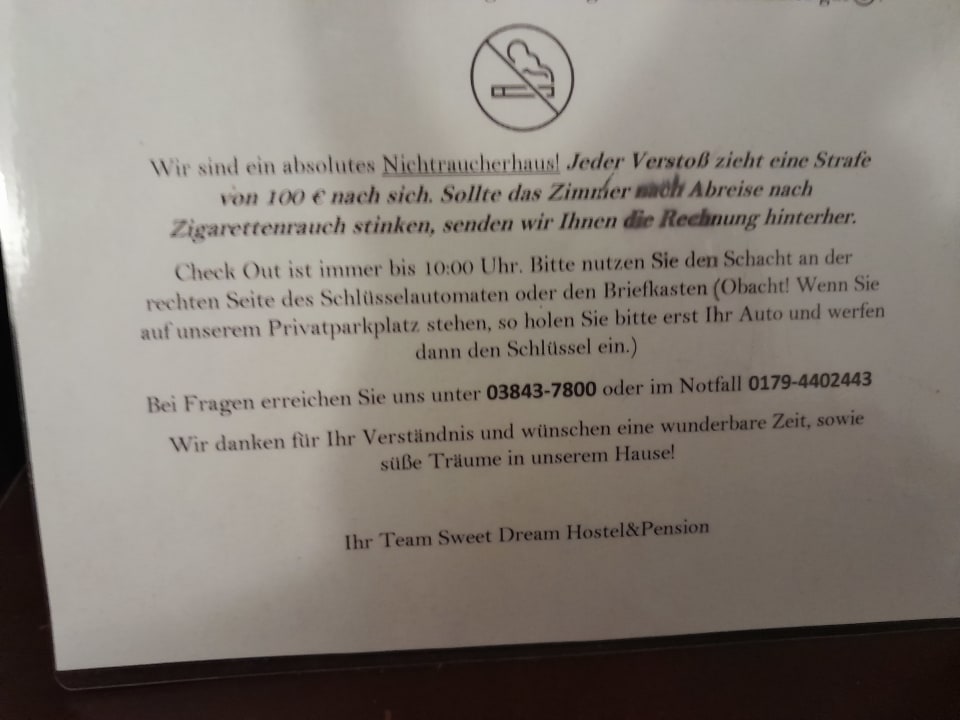 Wir sind ein absolutes Nichtraucherhaus! Jeder Verstoß zieht eine Strafe
von 100 € nach sich. Sollte das Zimmer nach Abreise nach
Zigarettenrauch stinken, senden wir Ihnen die Rechnung hinterher.
Check Out ist immer bis 10:00 Uhr. Bitte nutzen Sie den Schacht an der
rechten Seite des Schlüsselautomaten oder den Briefkasten (Obacht! Wenn Sie
auf unserem Privatparkplatz stehen, so holen Sie bitte erst Ihr Auto und werfen
dann den Schlüssel ein.)
Bei Fragen erreichen Sie uns unter 03843-7800 oder im Notfall 0179-4402443
Wir danken für Ihr Verständnis und wünschen eine wunderbare Zeit, sowie
süße Träume in unserem Hause!
Ihr Team Sweet Dream Hostel&Pension